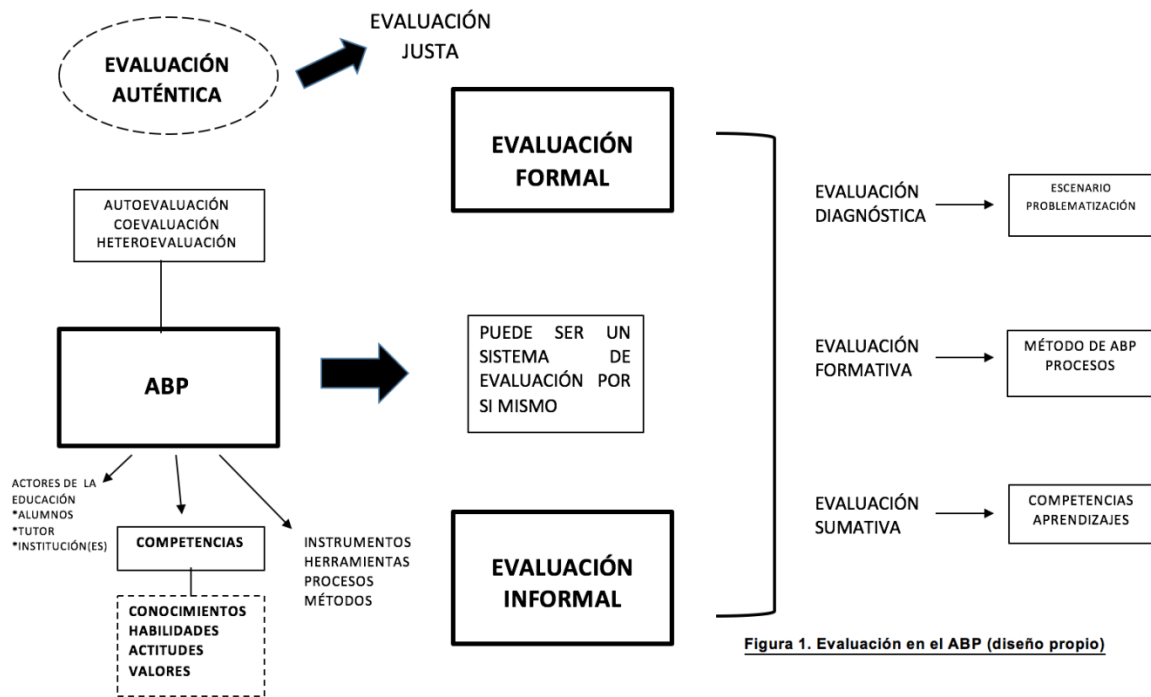 EVALUACIÓN
AUTÉNTICA
EVALUACIÓN
JUSTA
AUTOEVALUACIÓN
COEVALUACIÓN
HETEROEVALUACIÓN
ABP
ACTORES DE LA
EDUCACIÓN
*ALUMNOS
*TUTOR
*INSTITUCIÓN(ES)
COMPETENCIAS
CONOCIMIENTOS
HABILIDADES
ACTITUDES
VALORES
INSTRUMENTOS
HERRAMIENTAS
PROCESOS
MÉTODOS
EVALUACIÓN
FORMAL
PUEDE SER UN
SISTEMA DE
EVALUACIÓN POR
SI MISMO
EVALUACIÓN
INFORMAL
EVALUACIÓN
DIAGNÓSTICA
ESCENARIO
PROBLEMATIZACIÓN
EVALUACIÓN
FORMATIVA
MÉTODO DE ABP
PROCESOS
EVALUACIÓN
SUMATIVA
COMPETENCIAS
APRENDIZAJES
Figura 1. Evaluación en el ABP (diseño propio)